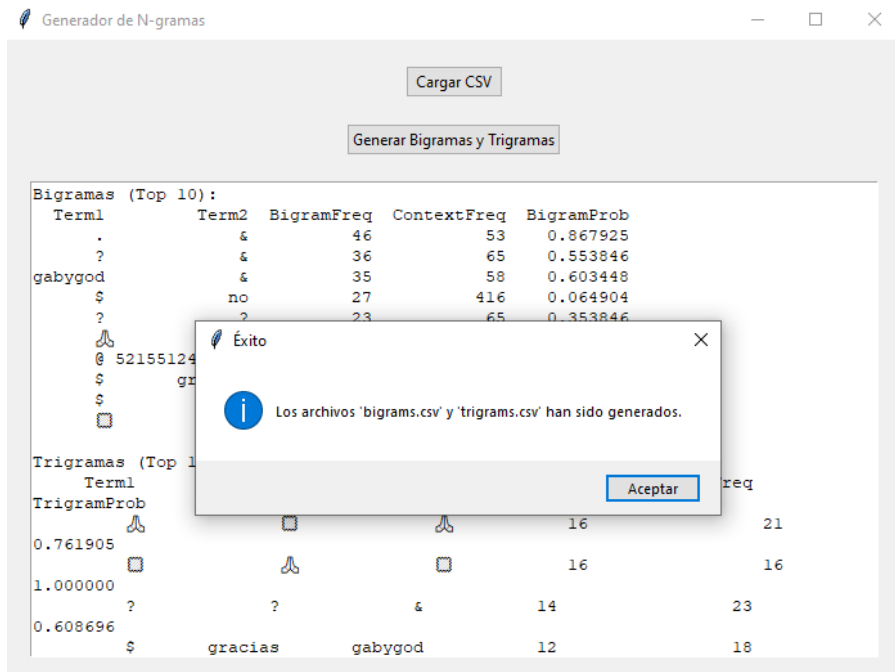 Generador de N-gramas
Cargar CSV
Generar Bigramas y Trigramas
Bigramas (Top 10):
Term1 Term2 BigramFreq ContextFreq BigramProb
. & 46 53 0.867925
? & 36 65 0.553846
gabygod & 35 58 0.603448
$ no 27 416 0.064904
? ? 23 65 0.353846
🙏
@ 52155124
$ gr
$
Éxito
Los archivos 'bigrams.csv' y 'trigrams.csv' han sido generados.
Aceptar
Trigramas (Top 1
Term1 req
TrigramProb
🙏 🏼 🙏 16 21
0.761905
🏼 🙏 🏼 16 16
1.000000
? ? & 14 23
0.608696
$ gracias gabygod 12 18